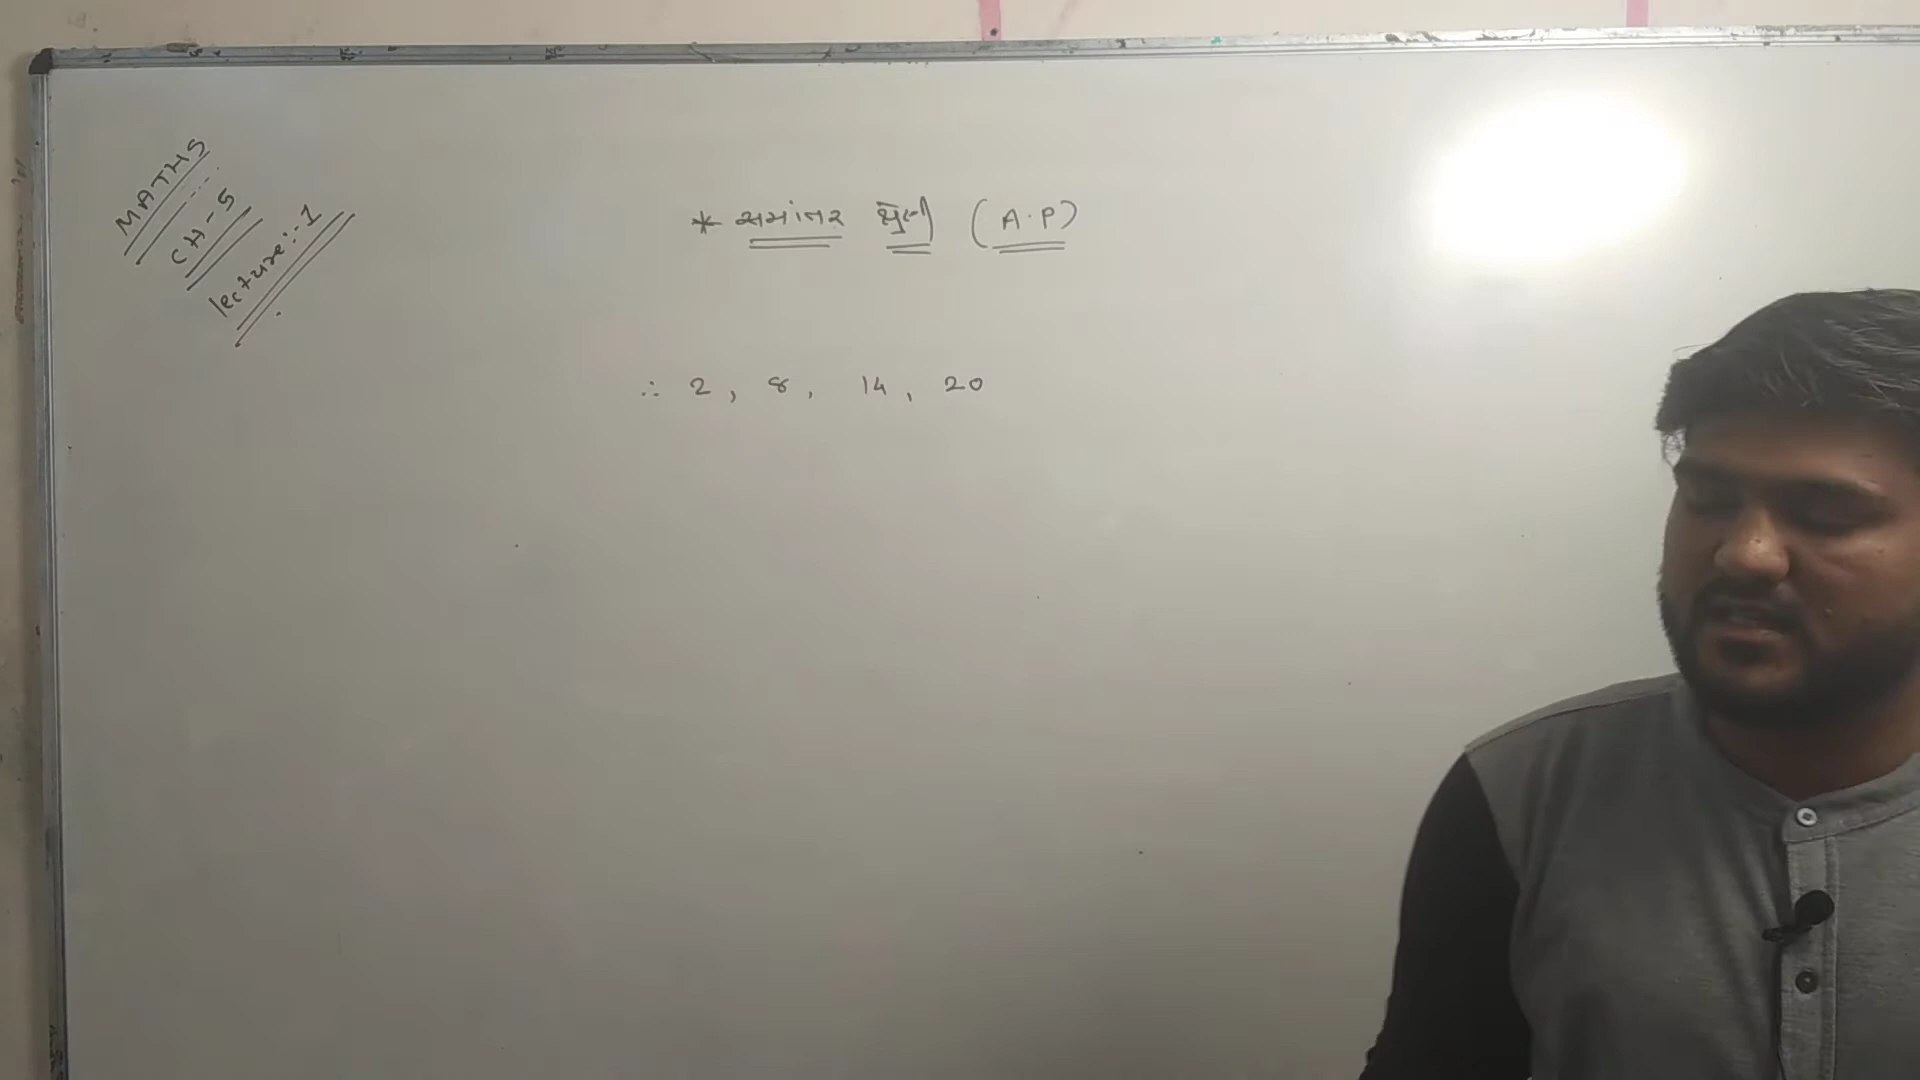 MATHS
CH-5
lecture:-1
* સમાંતર શ્રેણી (A.P)
∴ 2, 8, 14, 20